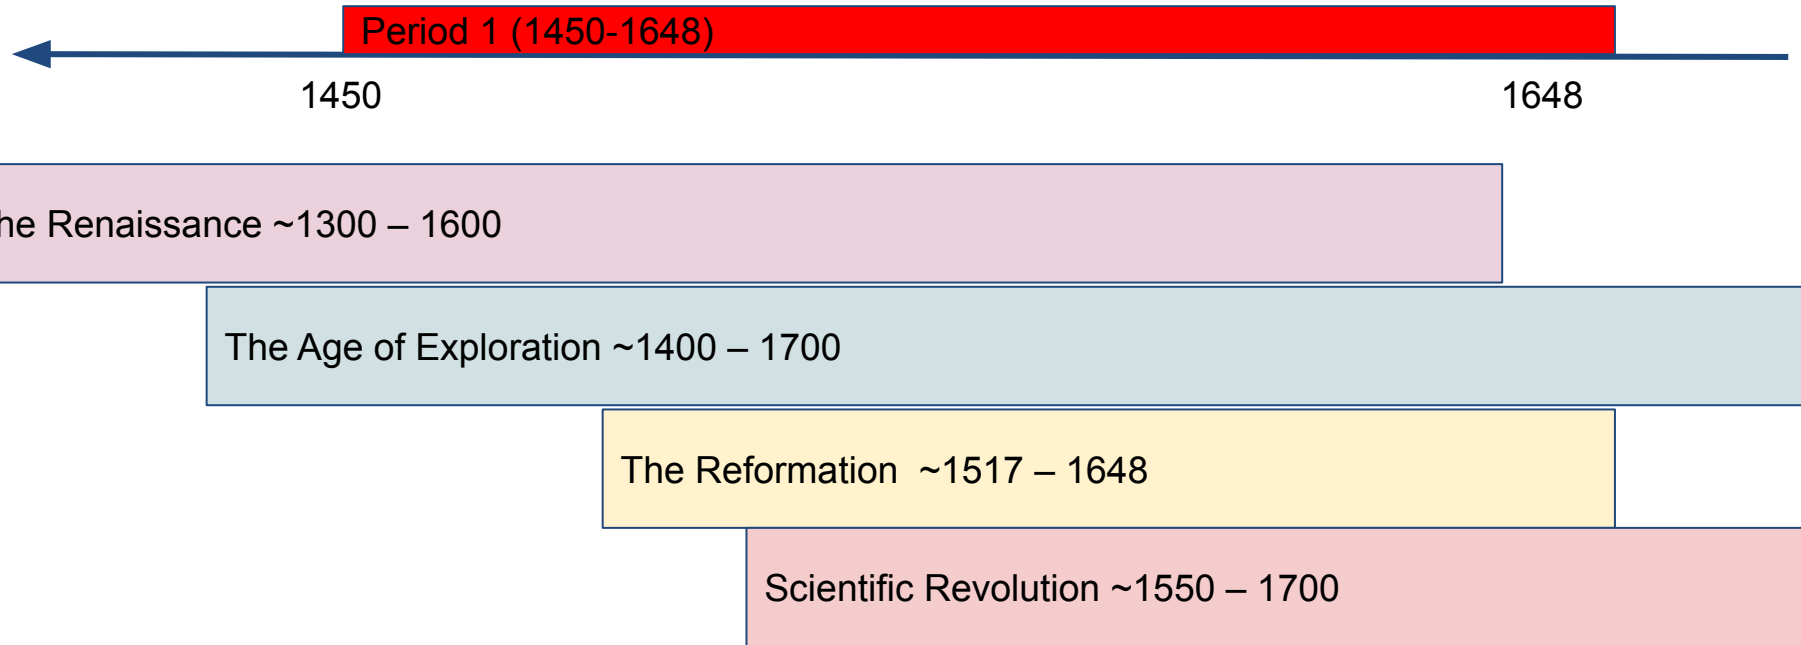 Period 1 (1450-1648)
1450 1648
he Renaissance ~1300 – 1600
The Age of Exploration ~1400 – 1700
The Reformation  ~1517 – 1648
Scientific Revolution ~1550 – 1700